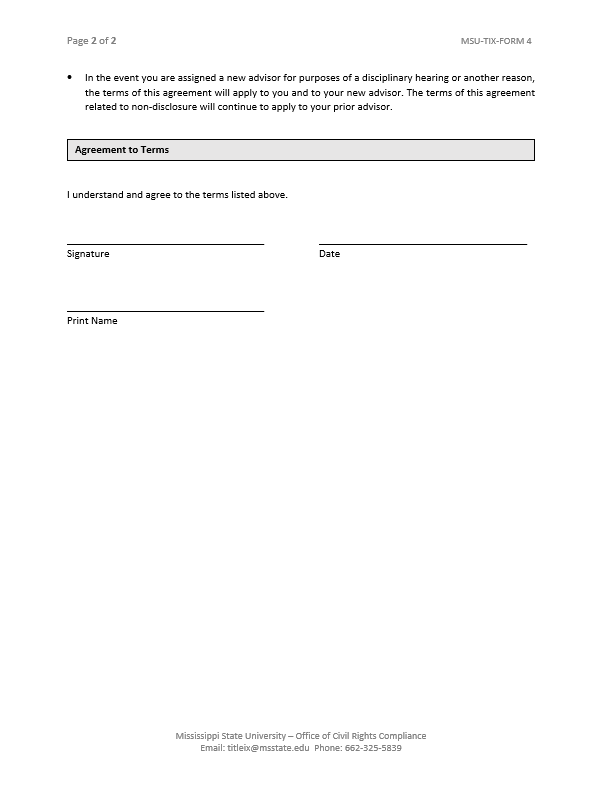 Page 2 of 2
MSU-TIX-FORM 4
• In the event you are assigned a new advisor for purposes of a disciplinary hearing or another reason,
the terms of this agreement will apply to you and to your new advisor. The terms of this agreement
related to non-disclosure will continue to apply to your prior advisor.
Agreement to Terms
I understand and agree to the terms listed above.
Signature
Date
Print Name
Mississippi State University – Office of Civil Rights Compliance
Email: titleix@msstate.edu Phone: 662-325-5839